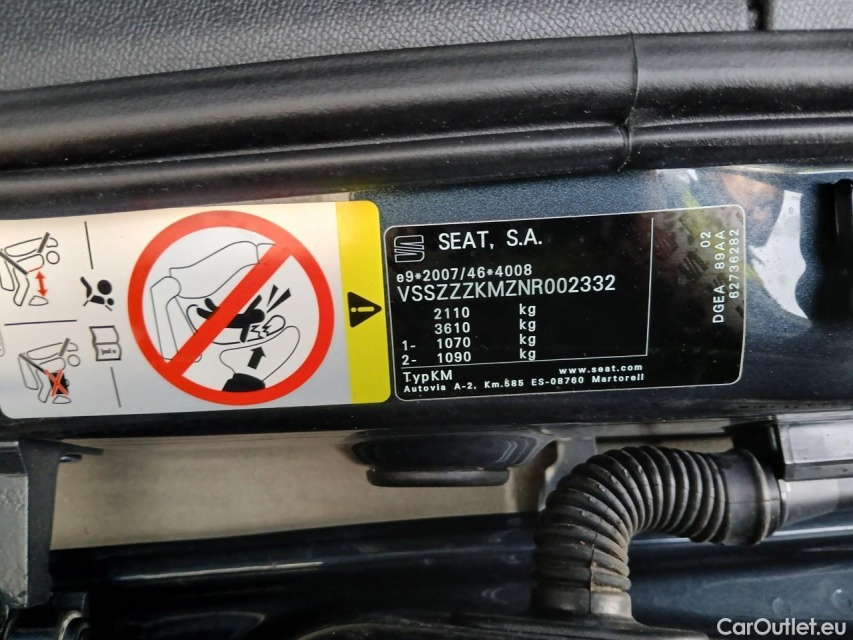 SEAT, S.A.
e9*2007/46*4008
VSSZZZKMZNR002332
2110 kg
3610 kg
1- 1070 kg
2- 1090 kg
TypKM
www.seat.com
Autovia A-2, Km.585 ES-08760 Martorell
02
DGEA 89AA
62736282
CarOutlet.eu